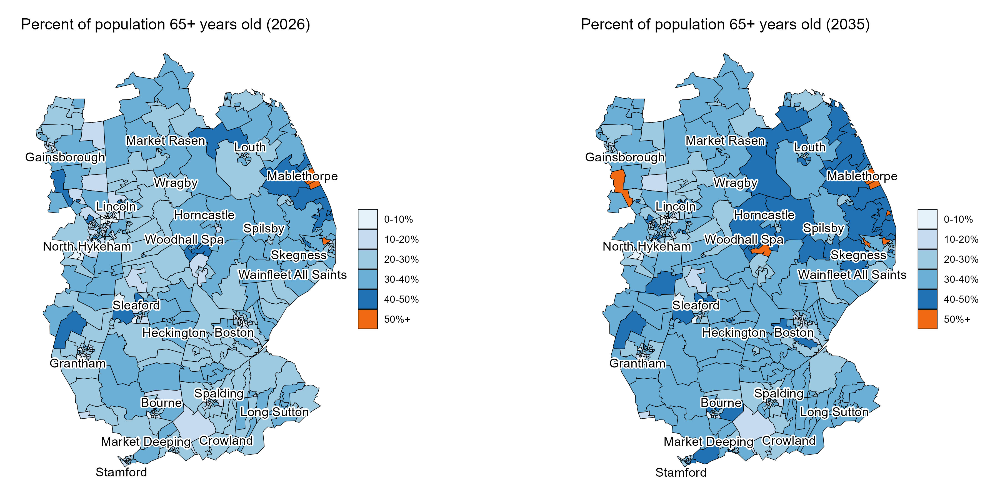 Percent of population 65+ years old (2026)
Market Rasen
Louth
Gainsborough
Mablethorpe
Wragby
Lincoln
Horncastle
Spilsby
Woodhall Spa
North Hykeham
Skegness
Wainfleet All Saints
Sleaford
Heckington
Boston
Grantham
Spalding
Bourne
Long Sutton
Market Deeping
Crowland
Stamford
0-10%
10-20%
20-30%
30-40%
40-50%
50%+
Percent of population 65+ years old (2035)
Market Rasen
Louth
Gainsborough
Mablethorpe
Wragby
Lincoln
Horncastle
Spilsby
Woodhall Spa
North Hykeham
Skegness
Wainfleet All Saints
Sleaford
Heckington
Boston
Grantham
Spalding
Bourne
Long Sutton
Market Deeping
Crowland
Stamford
0-10%
10-20%
20-30%
30-40%
40-50%
50%+